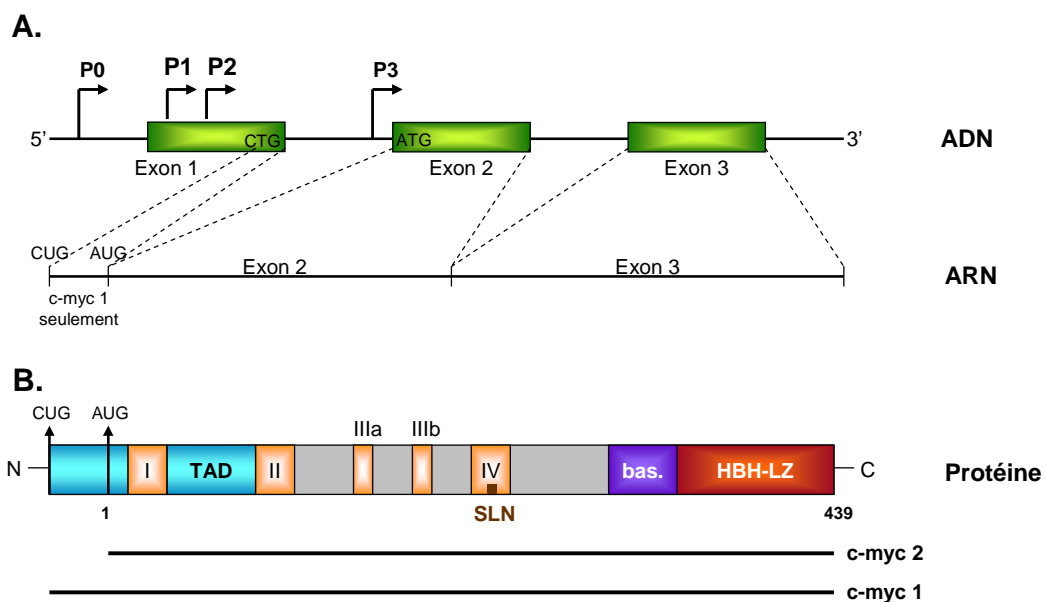 A.
P0 P1 P2 P3
5' CTG ATG 3' ADN
Exon 1 Exon 2 Exon 3
CUG AUG Exon 2 Exon 3
ARN
c-myc 1
seulement
B.
CUG AUG IIIa IIIb
N I TAD II IV bas. HBH-LZ C Protéine
1 SLN 439
c-myc 2
c-myc 1